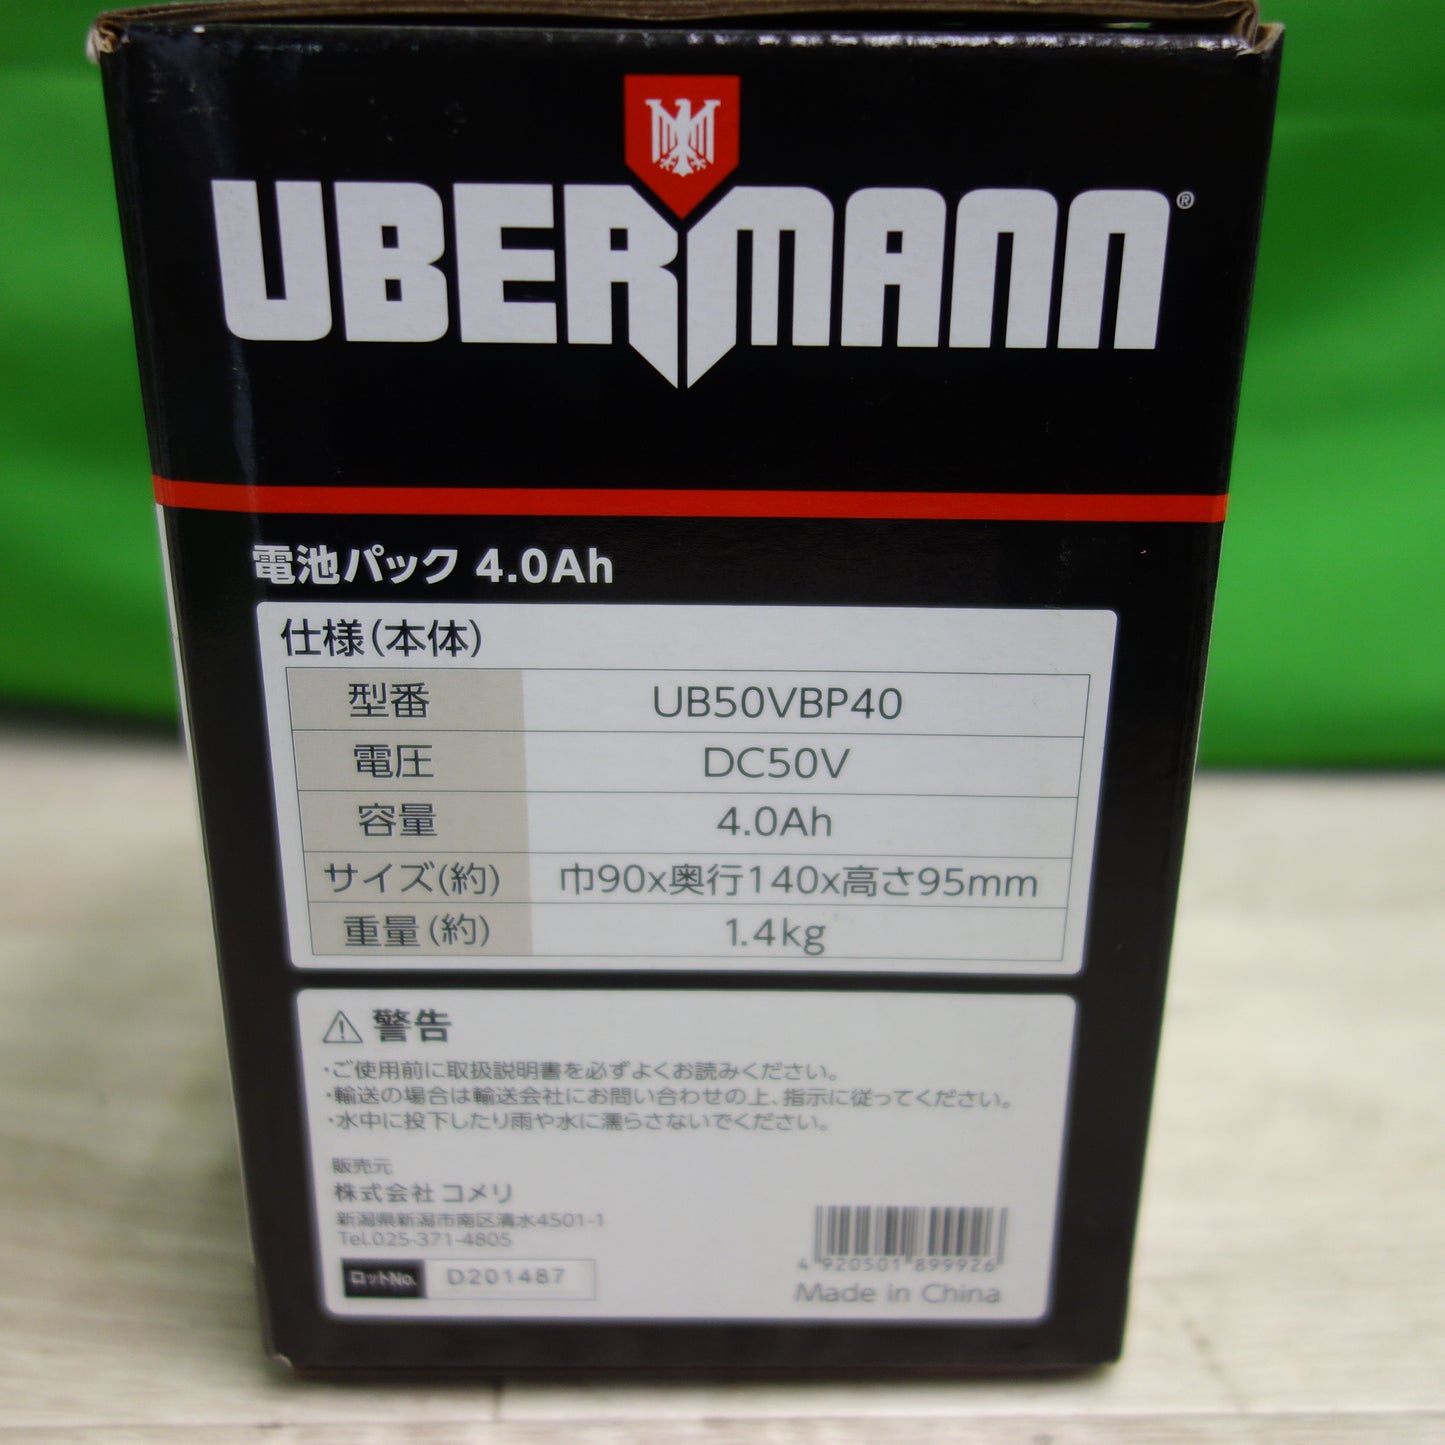 UBERMANN®
電池パック 4.0Ah
仕様(本体)
型番 UB50VBP40
電圧 DC50V
容量 4.0Ah
サイズ(約) 巾90x奥行140x高さ95mm
重量(約) 1.4kg
警告
・ご使用前に取扱説明書を必ずよくお読みください。
・輸送の場合は輸送会社にお問い合わせの上、指示に従ってください。
・水中に投下したり雨や水に濡らさないでください。
販売元
株式会社 コメリ
新潟県新潟市南区清水4501-1
Tel.025-371-4805
ロットNo. D201487
4 920501 899926
Made in China